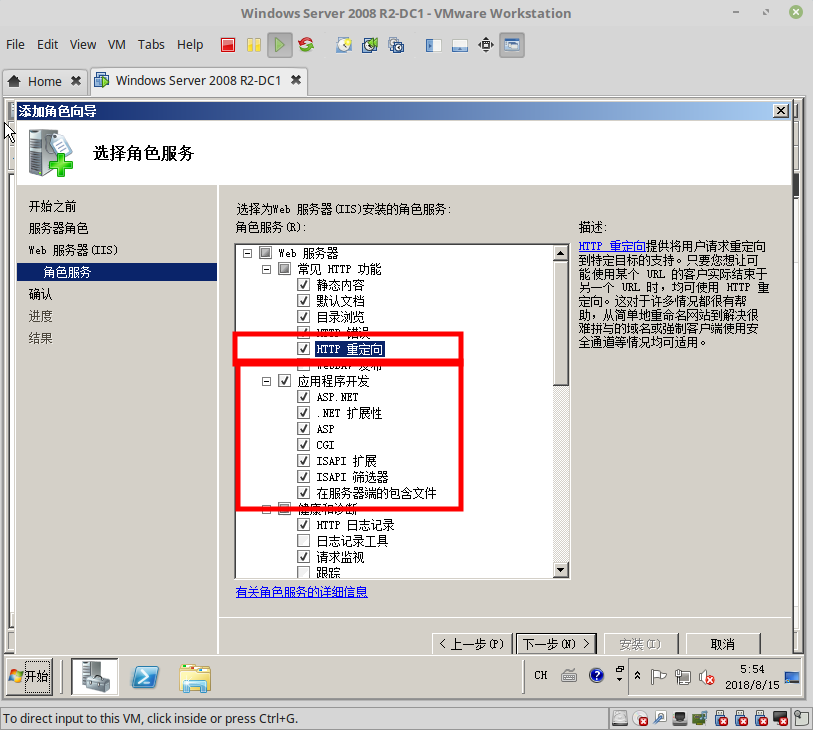 Windows Server 2008 R2-DC1 - VMware Workstation
File Edit View VM Tabs Help
Home
Windows Server 2008 R2-DC1
添加角色向导
选择角色服务
开始之前
服务器角色
Web 服务器(IIS)
角色服务
确认
进度
结果
选择为Web 服务器(IIS)安装的角色服务:
角色服务(R):
Web 服务器
常见 HTTP 功能
静态内容
默认文档
目录浏览
HTTP 错误
HTTP 重定向
WebDAV 发布
应用程序开发
ASP.NET
.NET 扩展性
ASP
CGI
ISAPI 扩展
ISAPI 筛选器
在服务器端的包含文件
健康和诊断
HTTP 日志记录
日志记录工具
请求监视
跟踪
有关角色服务的详细信息
描述:
HTTP 重定向提供将用户请求重定向
到特定目标的支持。只要您想让可
能使用某个 URL 的客户实际结束于
另一个 URL 时，均可使用 HTTP 重
定向。这对于许多情况都很有帮
助，从简单地重命名网站到解决很
难拼写的域名或强制客户端使用安
全通道等情况均可适用。
< 上一步(P)
下一步(N) >
安装(I)
取消
开始
CH
5:54
2018/8/15
To direct input to this VM, click inside or press Ctrl+G.